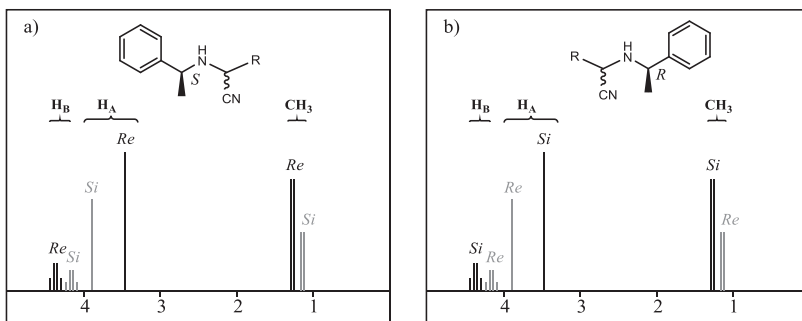 a)
H
N
R
S
CN
H_B
H_A
CH_3
Re
Re
Si
Si
Re
Si
4
3
2
1
b)
H
R
N
R
CN
H_B
H_A
CH_3
Si
Si
Re
Re
Si
Re
4
3
2
1